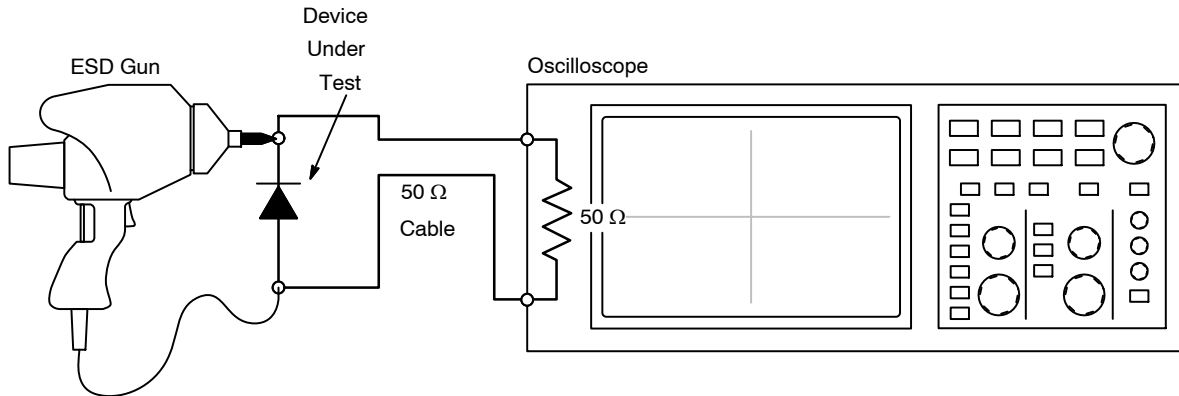 Device
Under
Test
ESD Gun
Oscilloscope
50 Ω
Cable
50 Ω